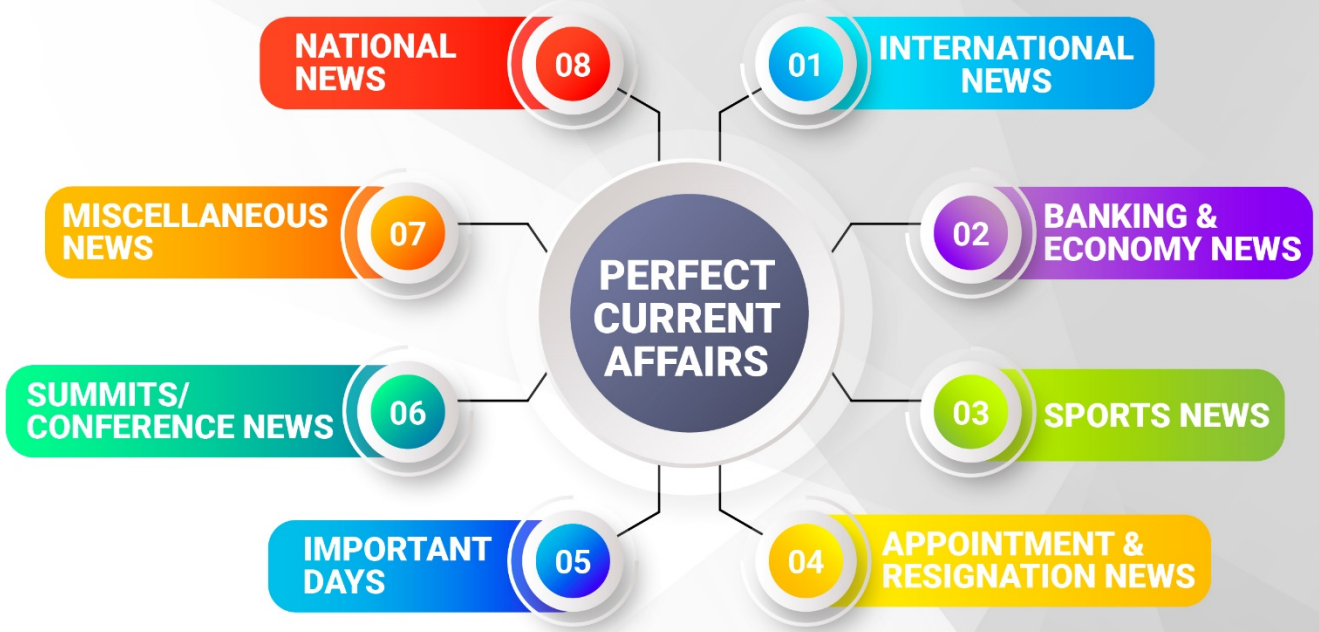 PERFECT
CURRENT
AFFAIRS
01
INTERNATIONAL
NEWS
02
BANKING &
ECONOMY NEWS
03
SPORTS NEWS
04
APPOINTMENT &
RESIGNATION NEWS
05
IMPORTANT
DAYS
06
SUMMITS/
CONFERENCE NEWS
07
MISCELLANEOUS
NEWS
08
NATIONAL
NEWS